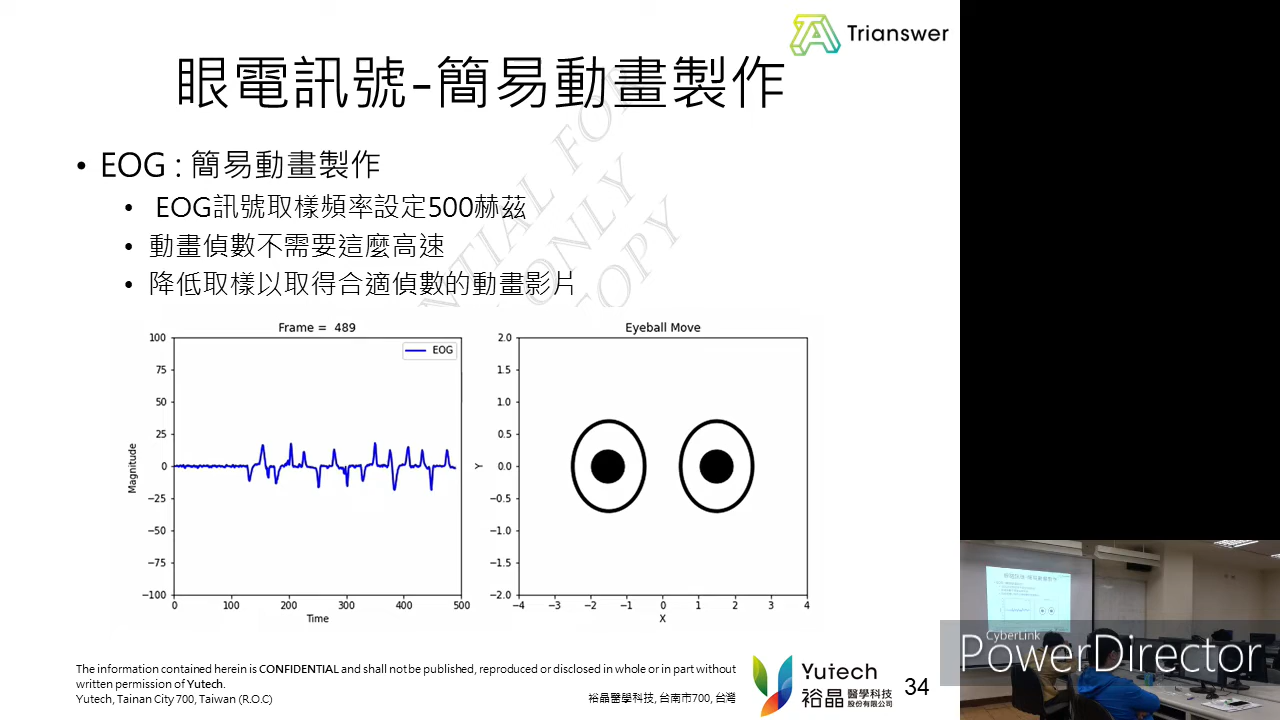 Trianswer
眼電訊號-簡易動畫製作
• EOG : 簡易動畫製作
• EOG訊號取樣頻率設定500赫茲
• 動畫偵數不需要這麼高速
• 降低取樣以取得合適偵數的動畫影片
Frame = 489
EOG
100
75
50
25
0
−25
−50
−75
−100
Magnitude
0 100 200 300 400 500
Time
Eyeball Move
2.0
1.5
1.0
0.5
0.0
−0.5
−1.0
−1.5
−2.0
Y
−4 −3 −2 −1 0 1 2 3 4
X
The information contained herein is CONFIDENTIAL and shall not be published, reproduced or disclosed in whole or in part without
written permission of Yutech.
Yutech, Tainan City 700, Taiwan (R.O.C)
裕晶醫學科技, 台南市700, 台灣
Yutech
裕晶 醫學科技
股份有限公司
34
CyberLink
PowerDirector